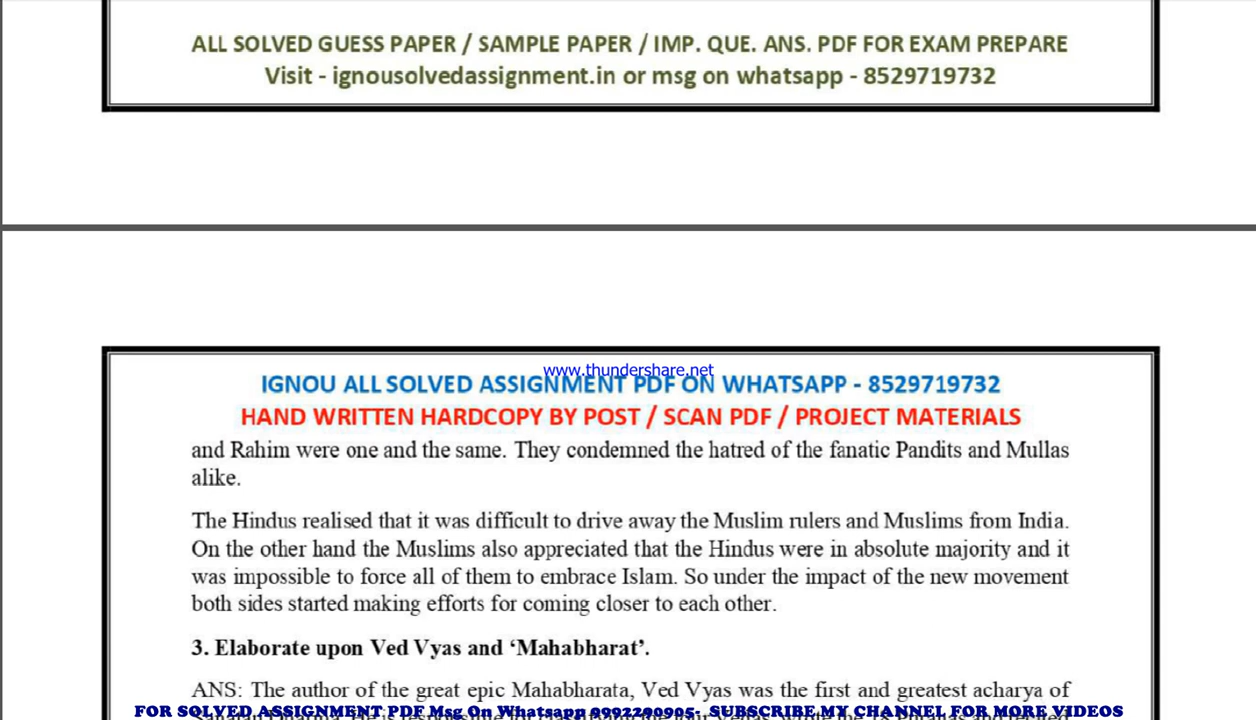 ALL SOLVED GUESS PAPER / SAMPLE PAPER / IMP. QUE. ANS. PDF FOR EXAM PREPARE
Visit - ignousolvedassignment.in or msg on whatsapp - 8529719732
www.thundershare.net
IGNOU ALL SOLVED ASSIGNMENT PDF ON WHATSAPP - 8529719732
HAND WRITTEN HARDCOPY BY POST / SCAN PDF / PROJECT MATERIALS
and Rahim were one and the same. They condemned the hatred of the fanatic Pandits and Mullas
alike.
The Hindus realised that it was difficult to drive away the Muslim rulers and Muslims from India.
On the other hand the Muslims also appreciated that the Hindus were in absolute majority and it
was impossible to force all of them to embrace Islam. So under the impact of the new movement
both sides started making efforts for coming closer to each other.
3. Elaborate upon Ved Vyas and ‘Mahabharat’.
ANS: The author of the great epic Mahabharata, Ved Vyas was the first and greatest acharya of
FOR SOLVED ASSIGNMENT PDF Msg On Whatsapp 9992290905- SUBSCRIBE MY CHANNEL FOR MORE VIDEOS